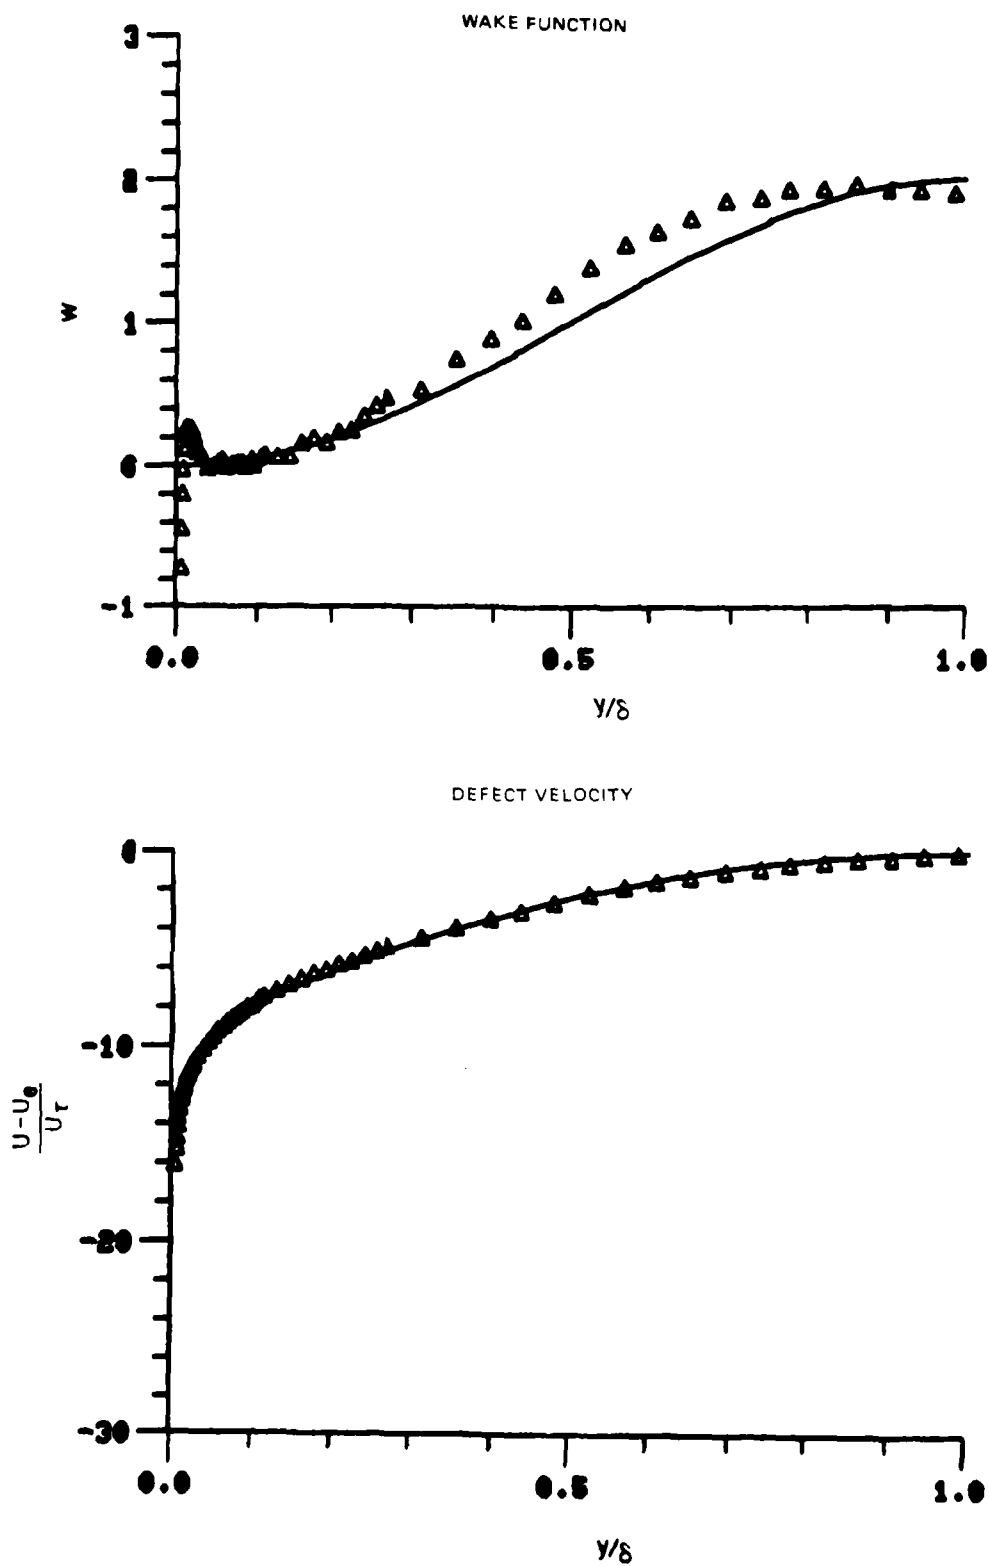 WAKE FUNCTION
3
2
1
0
-1
W
0.0 0.5 1.0
y/δ
DEFECT VELOCITY
0
-10
-20
-30
U-Ue
Uτ
0.0 0.5 1.0
y/δ